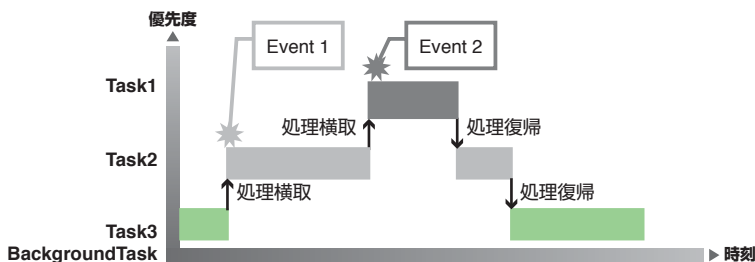 優先度
Event 1
Event 2
Task1
処理横取
処理復帰
Task2
処理横取
処理復帰
Task3
BackgroundTask
時刻